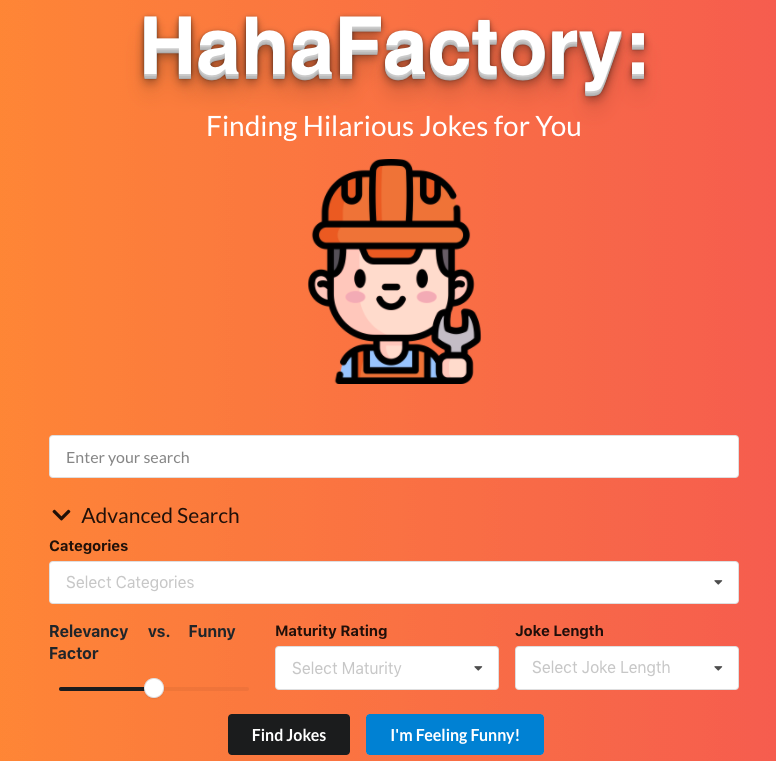 HahaFactory:
Finding Hilarious Jokes for You
Enter your search
Advanced Search
Categories
Select Categories
Relevancy vs. Funny
Factor
Maturity Rating
Select Maturity
Joke Length
Select Joke Length
Find Jokes
I'm Feeling Funny!